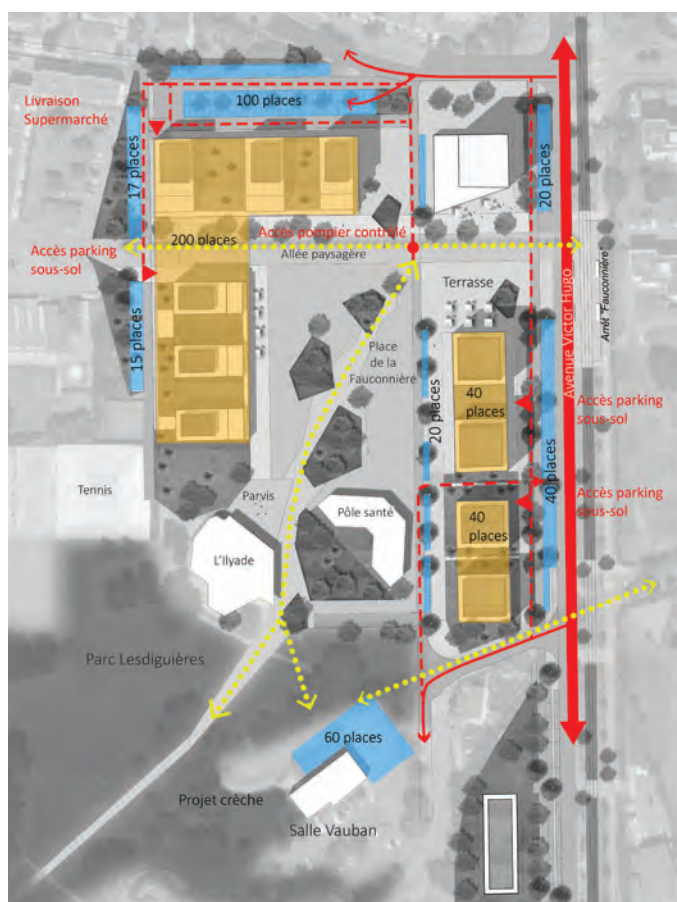 Livraison
Supermarché
100 places
17 places
20 places
200 places
Accès pompier contrôlé
Allée paysagère
Accès parking
sous-sol
15 places
Terrasse
Avenue Victor Hugo
Arrêt "Fauconnière"
Place
de la
Fauconnière
20 places
40
places
Accès parking
sous-sol
40 places
Tennis
Parvis
Pôle santé
40
places
Accès parking
sous-sol
L'Ilyade
Parc Lesdiguières
60 places
Projet crèche
Salle Vauban